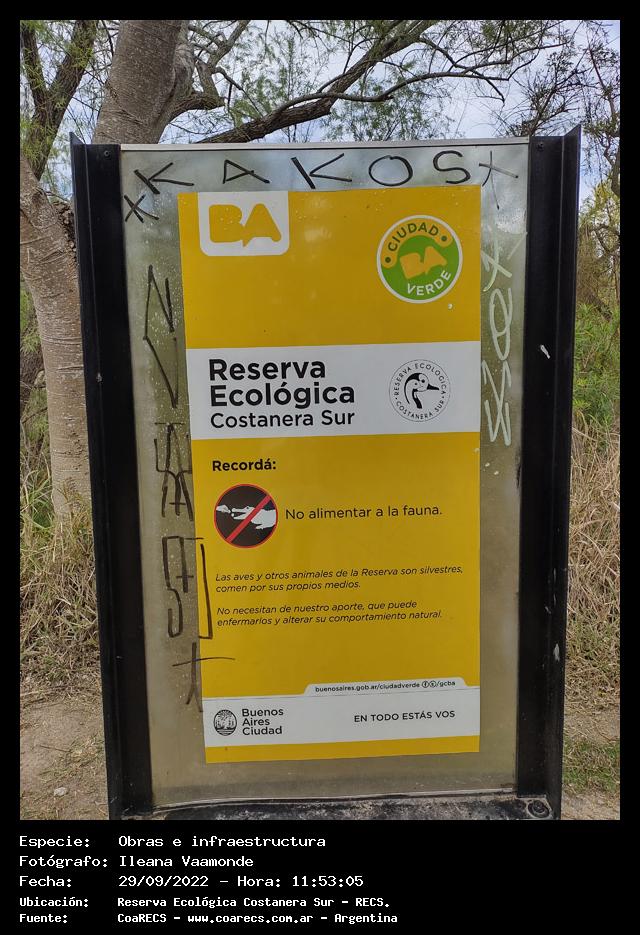 KAKOS
BA
CIUDAD
BA
VERDE
Reserva
Ecológica
Costanera Sur
RESERVA ECOLOGICA
COSTANERA SUR
Recordá:
No alimentar a la fauna.
Las aves y otros animales de la Reserva son silvestres,
comen por sus propios medios.
No necesitan de nuestro aporte, que puede
enfermarlos y alterar su comportamiento natural.
buenosaires.gob.ar/ciudadverde /gcba
Buenos
Aires
Ciudad
EN TODO ESTÁS VOS
Especie: Obras e infraestructura
Fotógrafo: Ileana Vaamonde
Fecha: 29/09/2022 - Hora: 11:53:05
Ubicación: Reserva Ecológica Costanera Sur - RECS.
Fuente: CoaRECS - www.coarecs.com.ar - Argentina